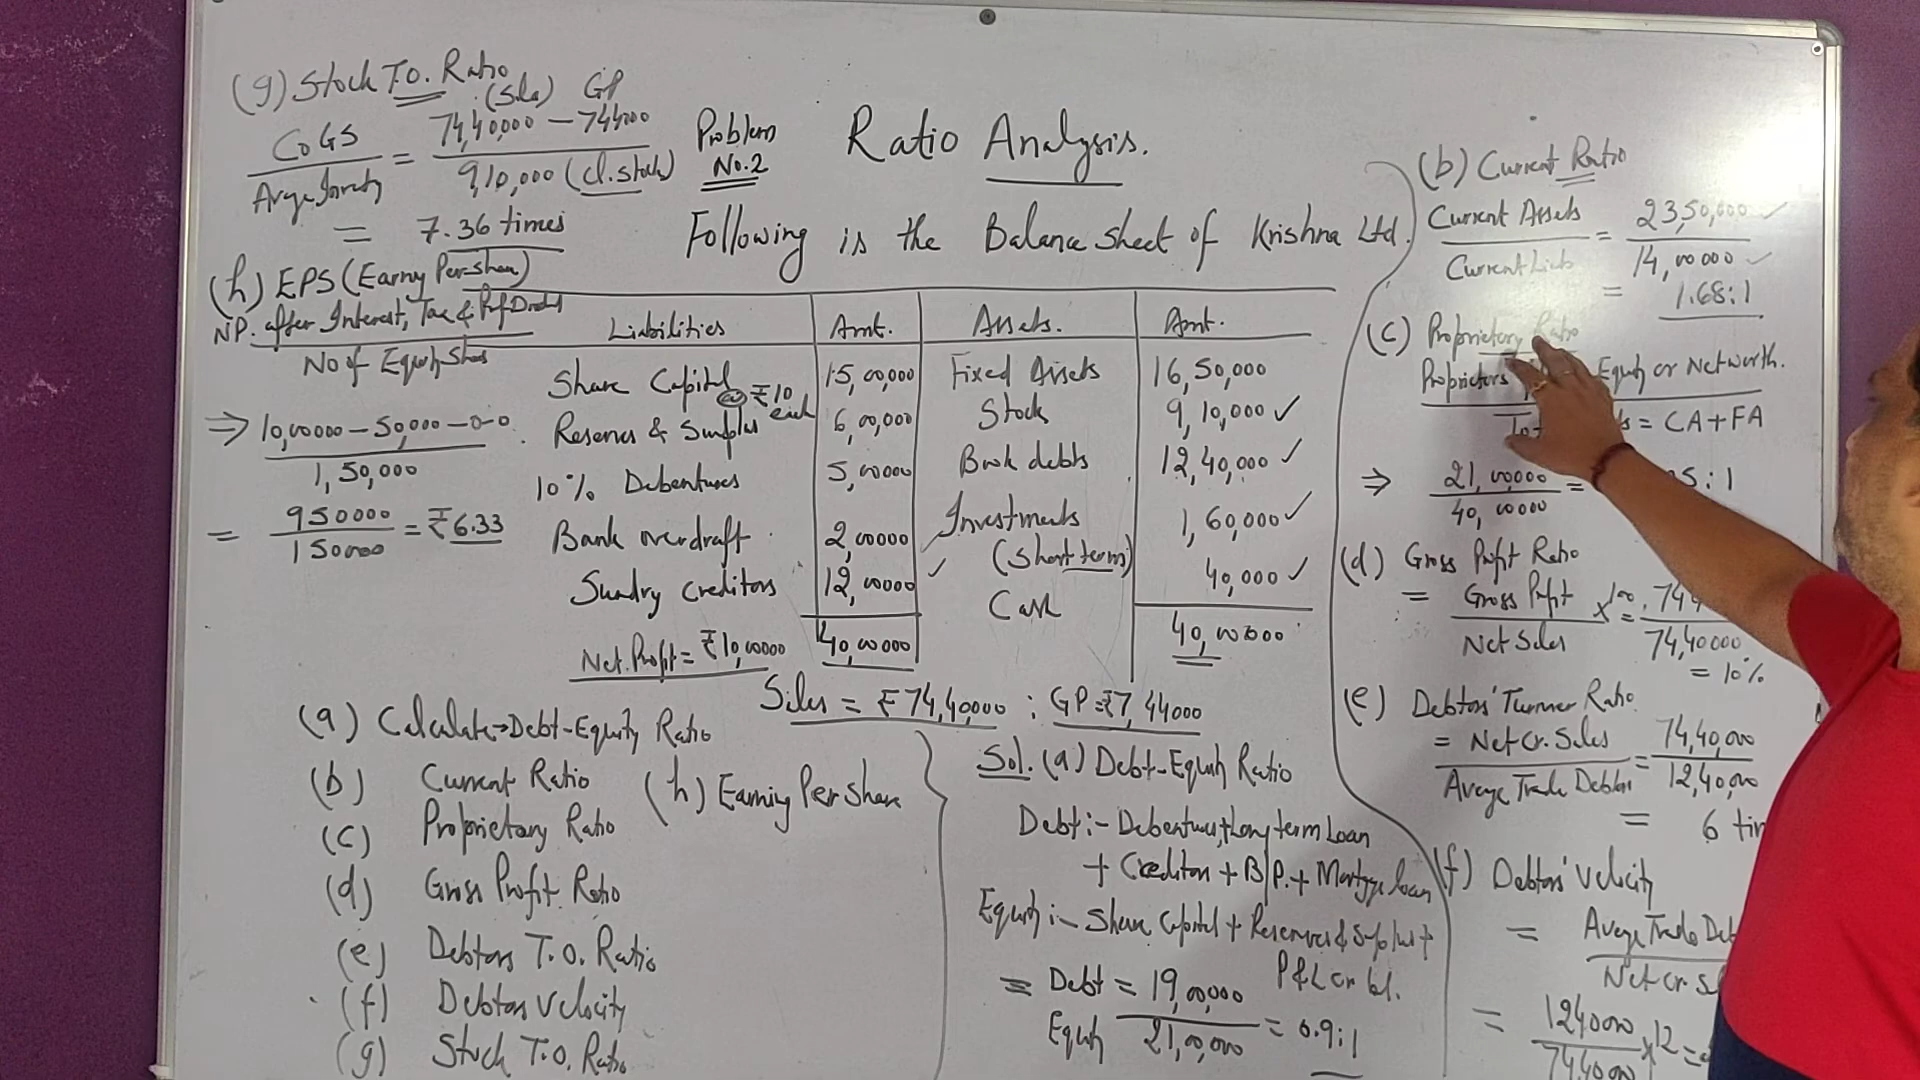 (g) Stock T.O. Ratio
(Sales) GP
CoGS = 74,40,000 – 744000
9,10,000 (cl. stock)
= 7.36 times
Problem
No.2
Ratio Analysis.
Following is the Balance Sheet of Krishna Ltd.
(h) EPS (Earning Per share)
NP. after Interest, Tax &
No of Equity Shares
⇒ 10,00000 – 50,000 – 0 – 0
1,50,000
= 950000 = ₹6.33
150000
Liabilities Amt. Assets. Amt.
Share Capital 15,00,000 Fixed Assets 16,50,000
@ ₹10 each
Reserves & Surplus 6,00,000 Stock 9,10,000 ✓
10% Debentures 5,00000 Book debts 12,40,000 ✓
Bank overdraft 2,00000 Investments 1,60,000 ✓
(Short term)
Sundry Creditors 12,00000 ✓ Cash 40,000 ✓
40,00000 40,00000
Net Profit = ₹10,00000
Sales = ₹74,40,000 ; GP = ₹7,44000
(a) Calculate → Debt-Equity Ratio
(b) Current Ratio (h) Earning Per Share
(c) Proprietary Ratio
(d) Gross Profit Ratio
(e) Debtors T.O. Ratio
(f) Debtors Velocity
(g) Stock T.O. Ratio
Sol. (a) Debt-Equity Ratio
Debt :- Debentures + Long term Loan
+ Creditors + B/P. + Mortgage loan
Equity :- Share Capital + Reserves & Surplus +
P&L cr bl.
= Debt = 19,00,000 = 0.9:1
Equity 21,00,000
(b) Current Ratio
Current Assets = 23,50,000 ✓
Current Liab 14,00000 ✓
= 1.68:1
(c) Proprietary Ratio
Proprietors Equity or Networth.
= CA + FA
⇒ 21,00000 =
40,00000
5:1
(d) Gross Profit Ratio
= Gross Profit × 100 = 744
Net Sales 74,40000
= 10%
(e) Debtors' Turnover Ratio
= Net Cr. Sales = 74,40,000
Average Trade Debtors 12,40,000
= 6
(f) Debtors' Velocity
= Average Trade
Net Cr.
= 1240000 × 12 =